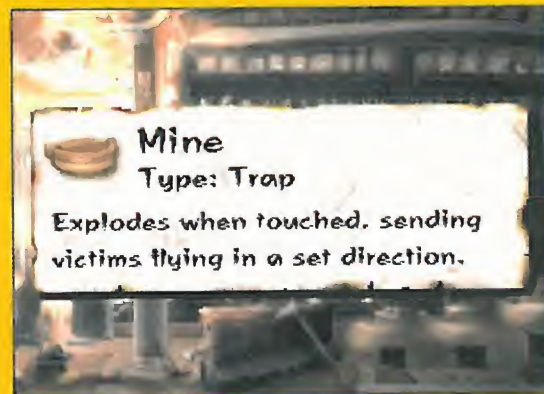 Mine
Type: Trap
Explodes when touched, sending
victims flying in a set direction.